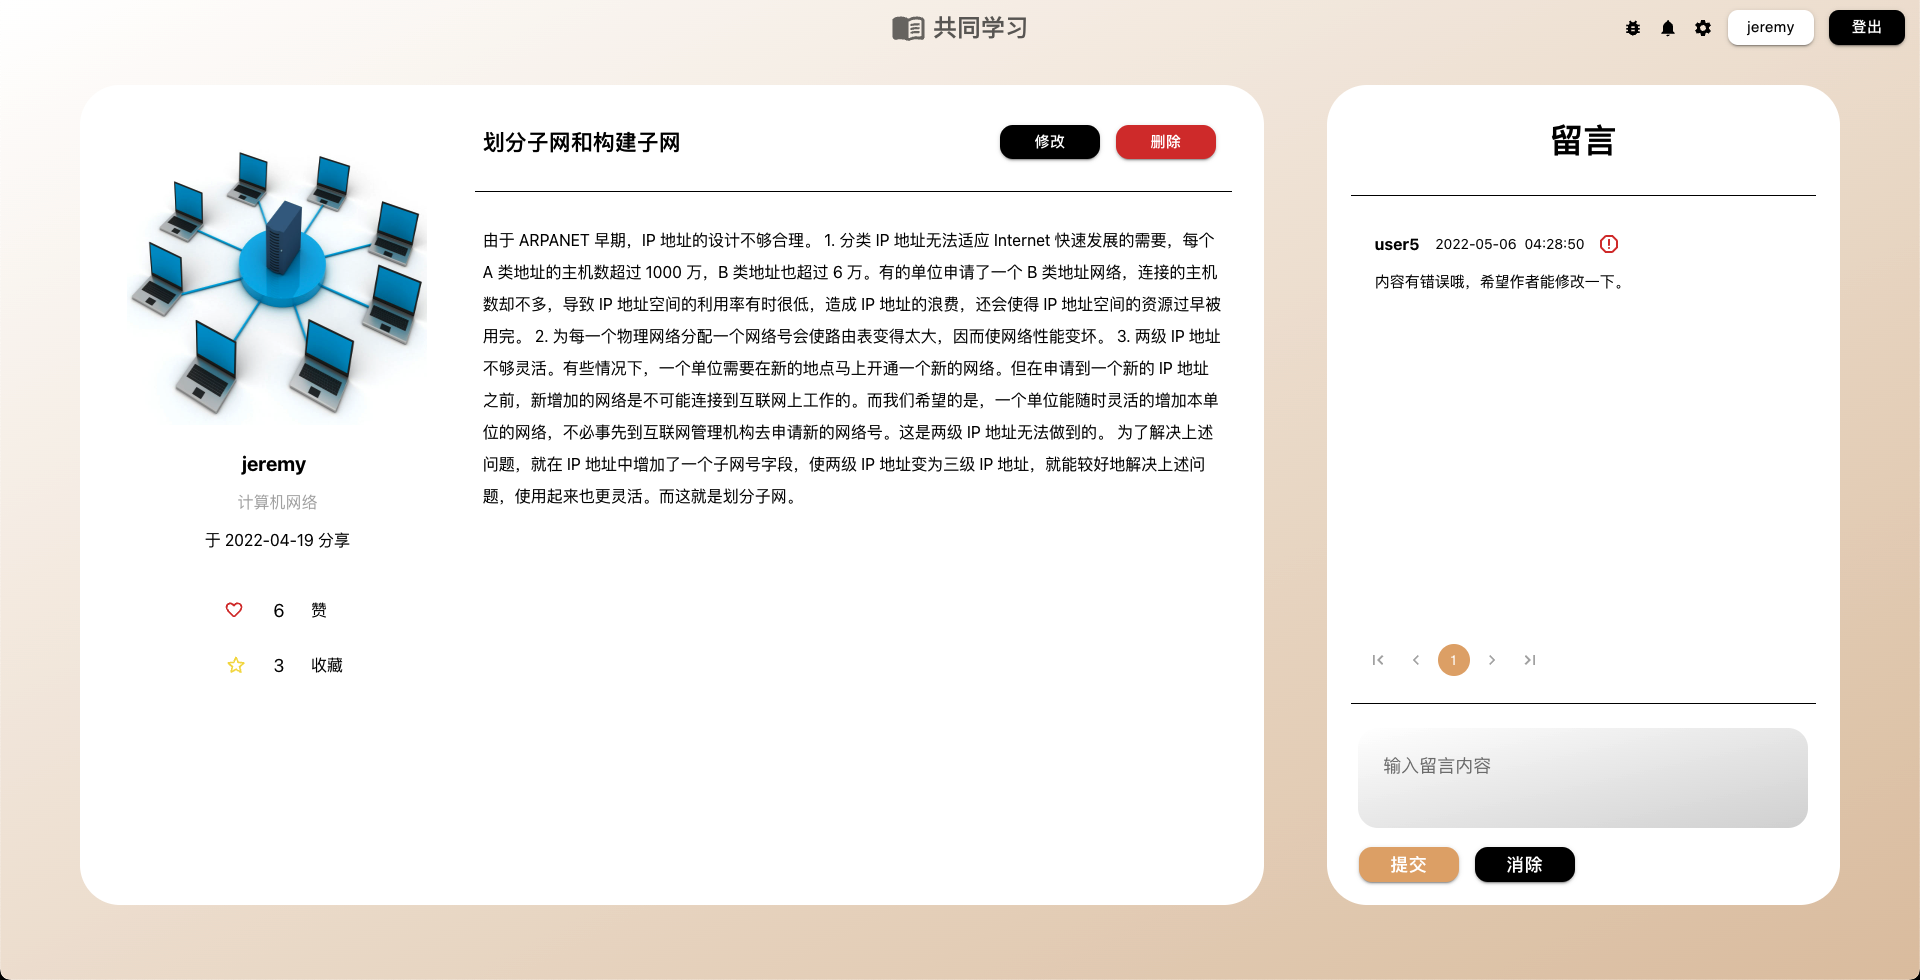 共同学习
jeremy
登出
jeremy
计算机网络
于 2022-04-19 分享
6 赞
3 收藏
划分子网和构建子网
修改
删除
由于 ARPANET 早期，IP 地址的设计不够合理。 1. 分类 IP 地址无法适应 Internet 快速发展的需要，每个
A 类地址的主机数超过 1000 万，B 类地址也超过 6 万。有的单位申请了一个 B 类地址网络，连接的主机
数却不多，导致 IP 地址空间的利用率有时很低，造成 IP 地址的浪费，还会使得 IP 地址空间的资源过早被
用完。 2. 为每一个物理网络分配一个网络号会使路由表变得太大，因而使网络性能变坏。 3. 两级 IP 地址
不够灵活。有些情况下，一个单位需要在新的地点马上开通一个新的网络。但在申请到一个新的 IP 地址
之前，新增加的网络是不可能连接到互联网上工作的。而我们希望的是，一个单位能随时灵活的增加本单
位的网络，不必事先到互联网管理机构去申请新的网络号。这是两级 IP 地址无法做到的。 为了解决上述
问题，就在 IP 地址中增加了一个子网号字段，使两级 IP 地址变为三级 IP 地址，就能较好地解决上述问
题，使用起来也更灵活。而这就是划分子网。
留言
user5 2022-05-06 04:28:50
内容有错误哦，希望作者能修改一下。
1
输入留言内容
提交
消除